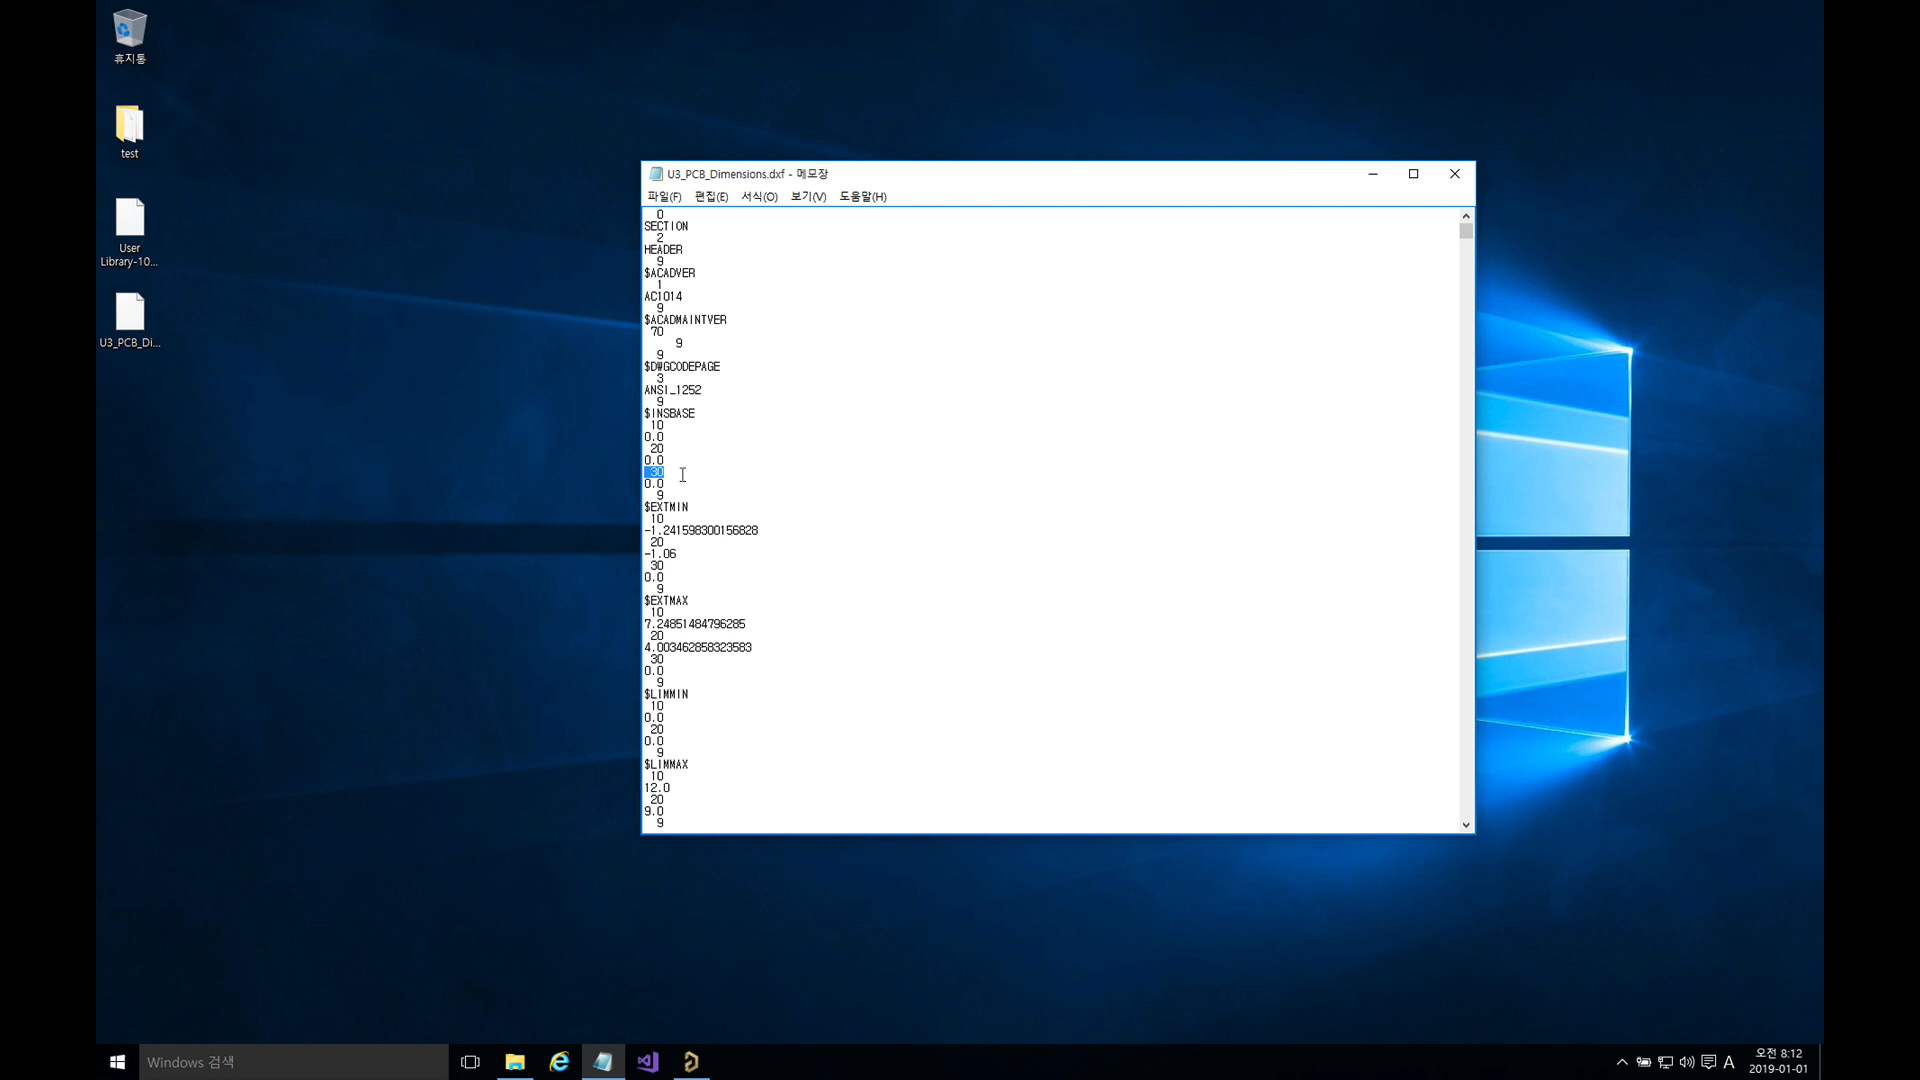 휴지통
test
User
Library-10...
U3_PCB_Di...
U3_PCB_Dimensions.dxf - 메모장
파일(F) 편집(E) 서식(O) 보기(V) 도움말(H)
0
SECTION
2
HEADER
9
$ACADVER
1
AC1014
9
$ACADMAINTVER
70
9
9
$DWGCODEPAGE
3
ANSI_1252
9
$INSBASE
10
0.0
20
0.0
30
0.0
9
$EXTMIN
10
-1.241598300156828
20
-1.06
30
0.0
9
$EXTMAX
10
7.24851484796285
20
4.003462858323583
30
0.0
9
$LIMMIN
10
0.0
20
0.0
9
$LIMMAX
10
12.0
20
9.0
9
Windows 검색
A
오전 8:12
2019-01-01